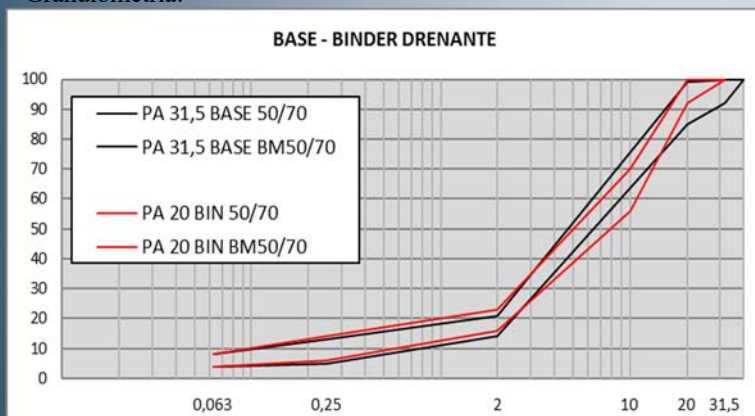 Granulometria:
BASE - BINDER DRENANTE
100
90
80
70
60
50
40
30
20
10
0
PA 31,5 BASE 50/70
PA 31,5 BASE BM50/70
PA 20 BIN 50/70
PA 20 BIN BM50/70
0,063 0,25 2 10 20 31,5